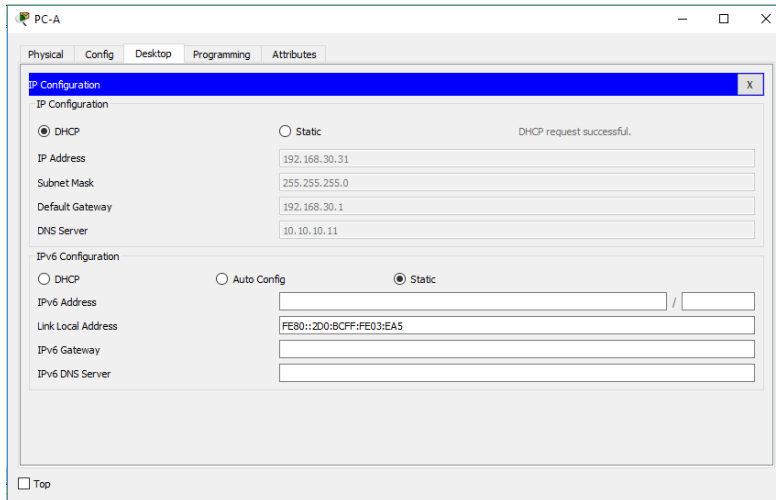 PC-A
Physical Config Desktop Programming Attributes
IP Configuration X
IP Configuration
DHCP Static DHCP request successful.
IP Address 192.168.30.31
Subnet Mask 255.255.255.0
Default Gateway 192.168.30.1
DNS Server 10.10.10.11
IPv6 Configuration
DHCP Auto Config Static
IPv6 Address /
Link Local Address FE80::2D0:BCFF:FE03:EA5
IPv6 Gateway
IPv6 DNS Server
Top